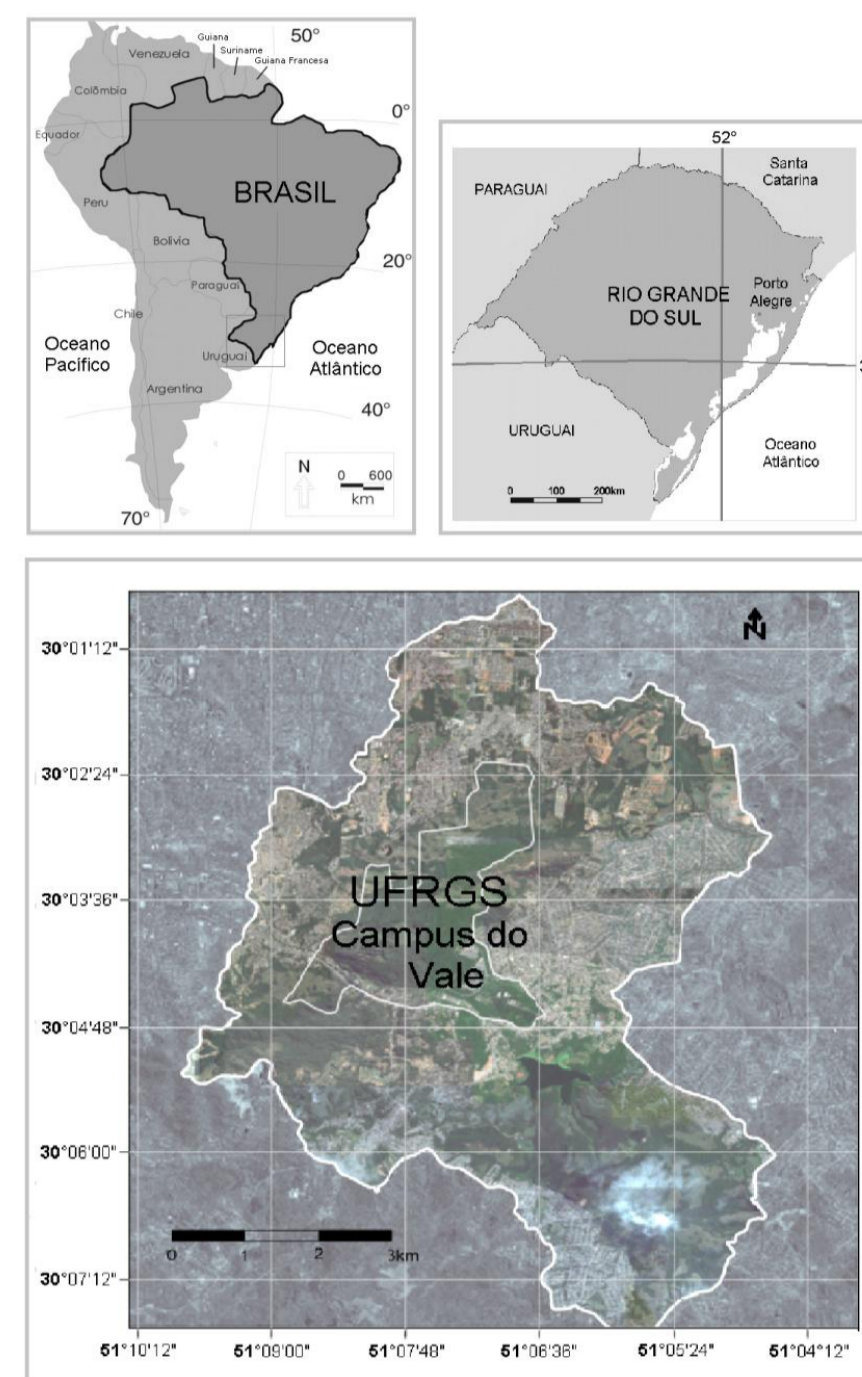 50°
Guiana
Suriname
Guiana Francesa
Venezuela
Colômbia
0°
Equador
BRASIL
Peru
Bolivia
20°
Paraguai
Chile
Oceano
Pacífico
Uruguai
Oceano
Atlântico
Argentina
40°
N
0 600
km
70°
52°
Santa
Catarina
PARAGUAI
Porto
Alegre
RIO GRANDE
DO SUL
3
URUGUAI
Oceano
Atlântico
0 100 200km
N
30°01'12"
30°02'24"
30°03'36"
30°04'48"
30°06'00"
30°07'12"
UFRGS
Campus do
Vale
0 1 2 3km
51°10'12" 51°09'00" 51°07'48" 51°06'36" 51°05'24" 51°04'12"